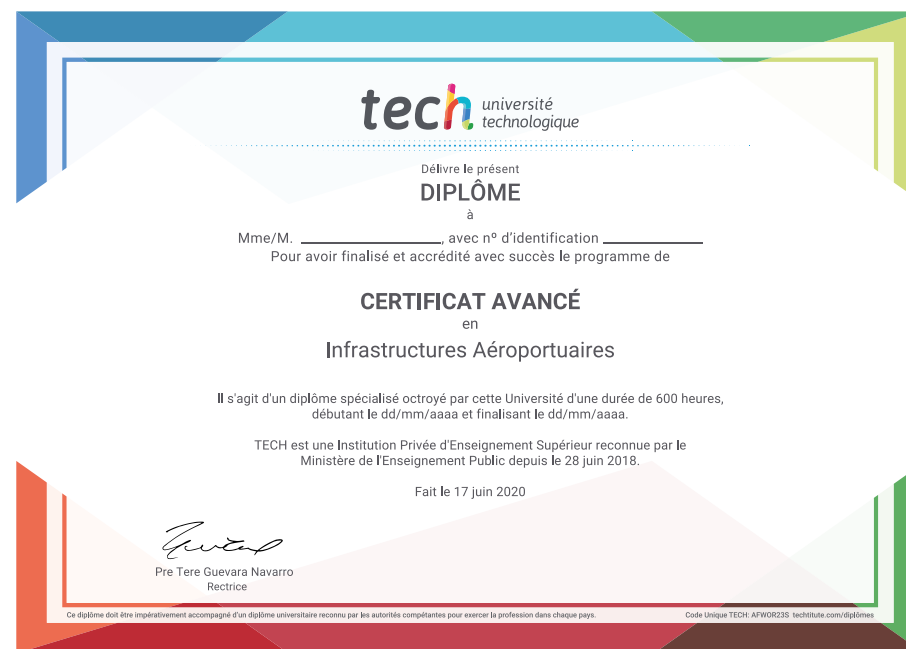 tech université
technologique
Délivre le présent
DIPLÔME
à
Mme/M. ____________________, avec nº d'identification ______________
Pour avoir finalisé et accrédité avec succès le programme de
CERTIFICAT AVANCÉ
en
Infrastructures Aéroportuaires
Il s'agit d'un diplôme spécialisé octroyé par cette Université d'une durée de 600 heures,
débutant le dd/mm/aaaa et finalisant le dd/mm/aaaa.
TECH est une Institution Privée d'Enseignement Supérieur reconnue par le
Ministère de l'Enseignement Public depuis le 28 juin 2018.
Fait le 17 juin 2020
Pre Tere Guevara Navarro
Rectrice
Ce diplôme doit être impérativement accompagné d'un diplôme universitaire reconnu par les autorités compétentes pour exercer la profession dans chaque pays.
Code Unique TECH: AFWOR23S techtitute.com/diplômes